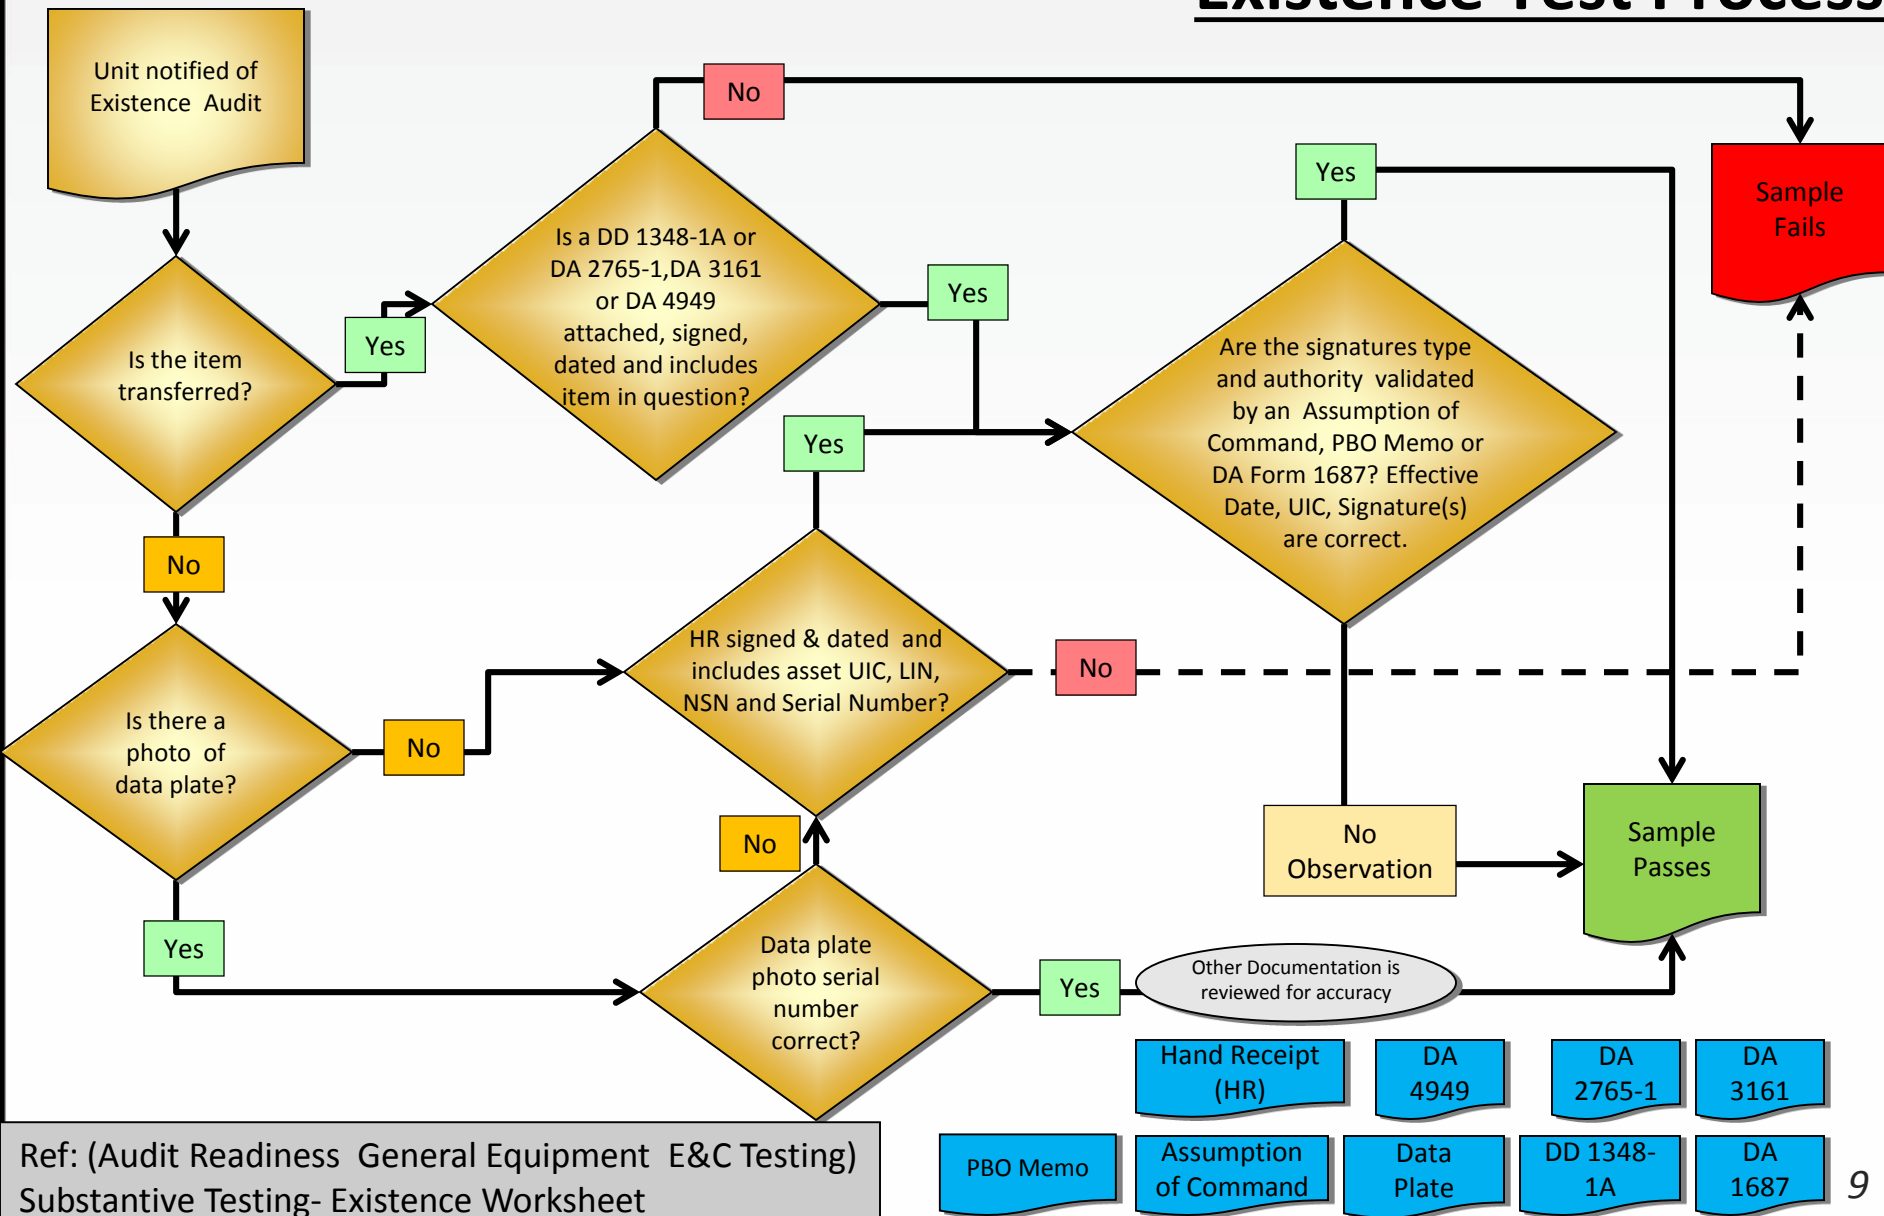 Existence Test Process
Unit notified of
Existence Audit
No
Yes
Sample
Fails
Is a DD 1348-1A or
DA 2765-1,DA 3161
or DA 4949
attached, signed,
dated and includes
item in question?
Yes
Yes
Is the item
transferred?
Are the signatures type
and authority validated
by an Assumption of
Command, PBO Memo or
DA Form 1687? Effective
Date, UIC, Signature(s)
are correct.
Yes
No
HR signed & dated and
includes asset UIC, LIN,
NSN and Serial Number?
No
Is there a
photo of
data plate?
No
No
No
Observation
Sample
Passes
Yes
Data plate
photo serial
number
correct?
Yes
Other Documentation is
reviewed for accuracy
Hand Receipt
(HR)
DA
4949
DA
2765-1
DA
3161
PBO Memo
Assumption
of Command
Data
Plate
DD 1348-
1A
DA
1687
Ref: (Audit Readiness General Equipment E&C Testing)
Substantive Testing- Existence Worksheet
9